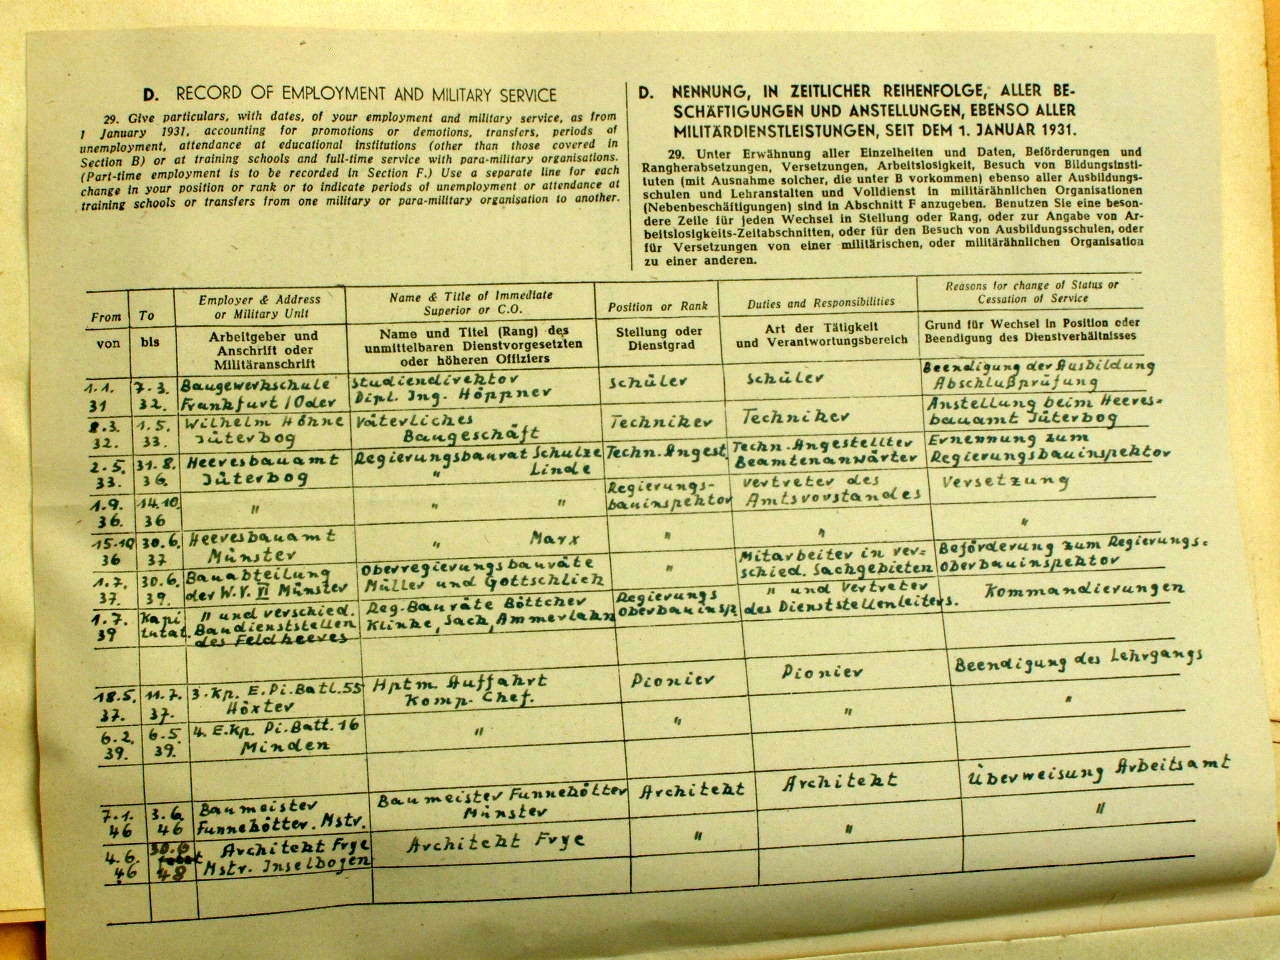 D. RECORD OF EMPLOYMENT AND MILITARY SERVICE
29. Give particulars, with dates, of your employment and military service, as from
1 January 1931, accounting for promotions or demotions, transfers, periods of
unemployment, attendance at educational institutions (other than those covered in
Section B) or at training schools and full-time service with para-military organisations.
(Part-time employment is to be recorded in Section F.) Use a separate line for each
change in your position or rank or to indicate periods of unemployment or attendance at
training schools or transfers from one military or para-military organisation to another.
D. NENNUNG, IN ZEITLICHER REIHENFOLGE, ALLER BE-
SCHÄFTIGUNGEN UND ANSTELLUNGEN, EBENSO ALLER
MILITÄRDIENSTLEISTUNGEN, SEIT DEM 1. JANUAR 1931.
29. Unter Erwähnung aller Einzelheiten und Daten, Beförderungen und
Rangherabsetzungen, Versetzungen, Arbeitslosigkeit, Besuch von Bildungsinsti-
tuten (mit Ausnahme solcher, die unter B vorkommen) ebenso aller Ausbildungs-
schulen und Lehranstalten und Volldienst in militärähnlichen Organisationen
(Nebenbeschäftigungen) sind in Abschnitt F anzugeben. Benutzen Sie eine beson-
dere Zeile für jeden Wechsel in Stellung oder Rang, oder zur Angabe von Ar-
beitslosigkeits-Zeitabschnitten, oder für den Besuch von Ausbildungsschulen, oder
für Versetzungen von einer militärischen, oder militärähnlichen Organisation
zu einer anderen.
From To Employer & Address Name & Title of Immediate Position or Rank Duties and Responsibilities Reasons for change of Status or
or Military Unit Superior or C.O. Cessation of Service
von bis Arbeitgeber und Name und Titel (Rang) des Stellung oder Art der Tätigkeit Grund für Wechsel in Position oder
Anschrift oder unmittelbaren Dienstvorgesetzten Dienstgrad und Verantwortungsbereich Beendigung des Dienstverhältnisses
Militäranschrift oder höheren Offiziers
1.1. 7.3. Baugewerkschule Studiendirektor Schüler Schüler Beendigung der Ausbildung
31 32. Frankfurt/Oder Dipl. Ing. Höppner Abschlußprüfung
8.3. 1.5. Wilhelm Höhne Väterliches Techniker Techniker Anstellung beim Heeres-
32. 33. Jüterbog Baugeschäft bauamt Jüterbog
2.5. 31.8. Heeresbauamt Regierungsbaurat Schulze Techn. Angest. Techn. Angestellter Ernennung zum
33. 36. Jüterbog " Linde Beamtenanwärter Regierungsbauinspektor
1.9. 14.10. " " " Regierungs- Vertreter des Versetzung
36. 36 bauinspektor Amtsvorstandes
15.10 30.6. Heeresbauamt " Marx " " "
36 37 Münster
1.7. 30.6. Bauabteilung Oberregierungsbauräte " Mitarbeiter in ver- Beförderung zum Regierungs-
37. 39. der W.V. VI Münster Müller und Gottschlich schied. Sachgebieten oberbauinspektor
1.7. Kapi " und verschied. Reg.-Bauräte Böttcher Regierungs " und Vertreter Kommandierungen
39 tulat. Baudienststellen Klinke, Sack, Ammerlahn oberbauinsp. des Dienststellenleiters.
des Feldheeres
18.5. 11.7. 3. Kp. E. Pi. Batl. 55 Hptm. Auffahrt Pionier Pionier Beendigung des Lehrgangs
37. 37. Höxter Komp. Chef.
6.2. 6.5 4. E. Kp. Pi. Batt. 16 " " " "
39. 39. Minden
7.1. 3.6. Baumeister Baumeister Funnekötter Architekt Architekt Überweisung Arbeitsamt
46 46 Funnekötter. Mstr. Münster "
4.6. 30.6 Architekt Frye Architekt Frye " "
46 48 Mstr. Inselbogen